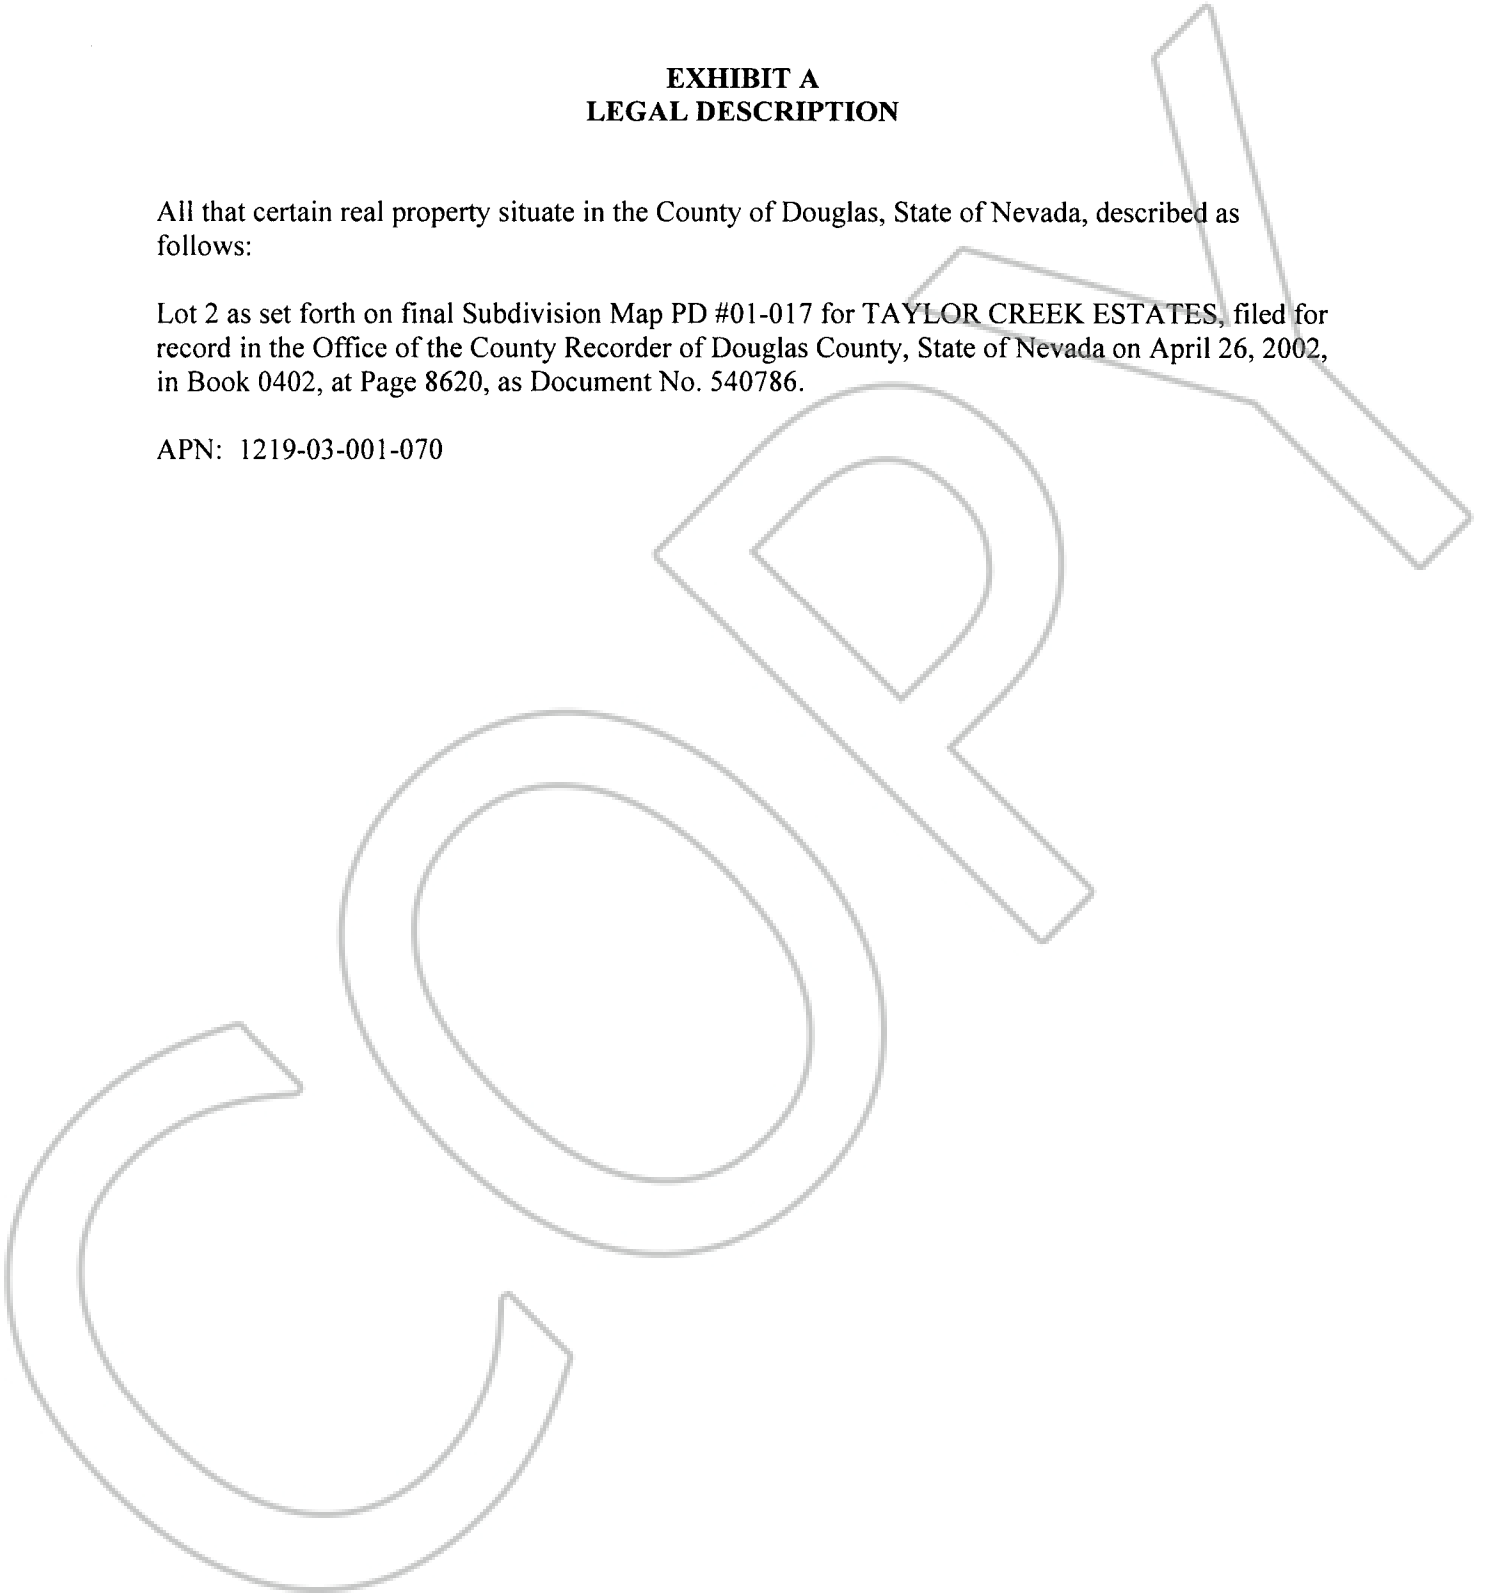 EXHIBIT A
LEGAL DESCRIPTION
All that certain real property situate in the County of Douglas, State of Nevada, described as
follows:
Lot 2 as set forth on final Subdivision Map PD #01-017 for TAYLOR CREEK ESTATES, filed for
record in the Office of the County Recorder of Douglas County, State of Nevada on April 26, 2002,
in Book 0402, at Page 8620, as Document No. 540786.
APN: 1219-03-001-070
COPY